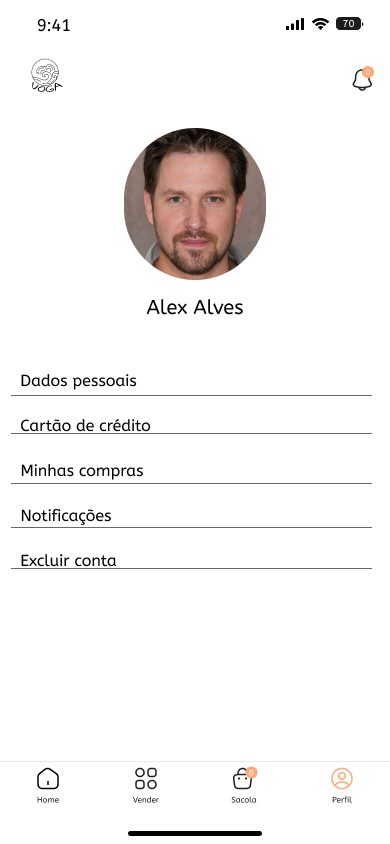 9:41
70
YOGA
0
Alex Alves
Dados pessoais
Cartão de crédito
Minhas compras
Notificações
Excluir conta
0
Home
Vender
Sacola
Perfil